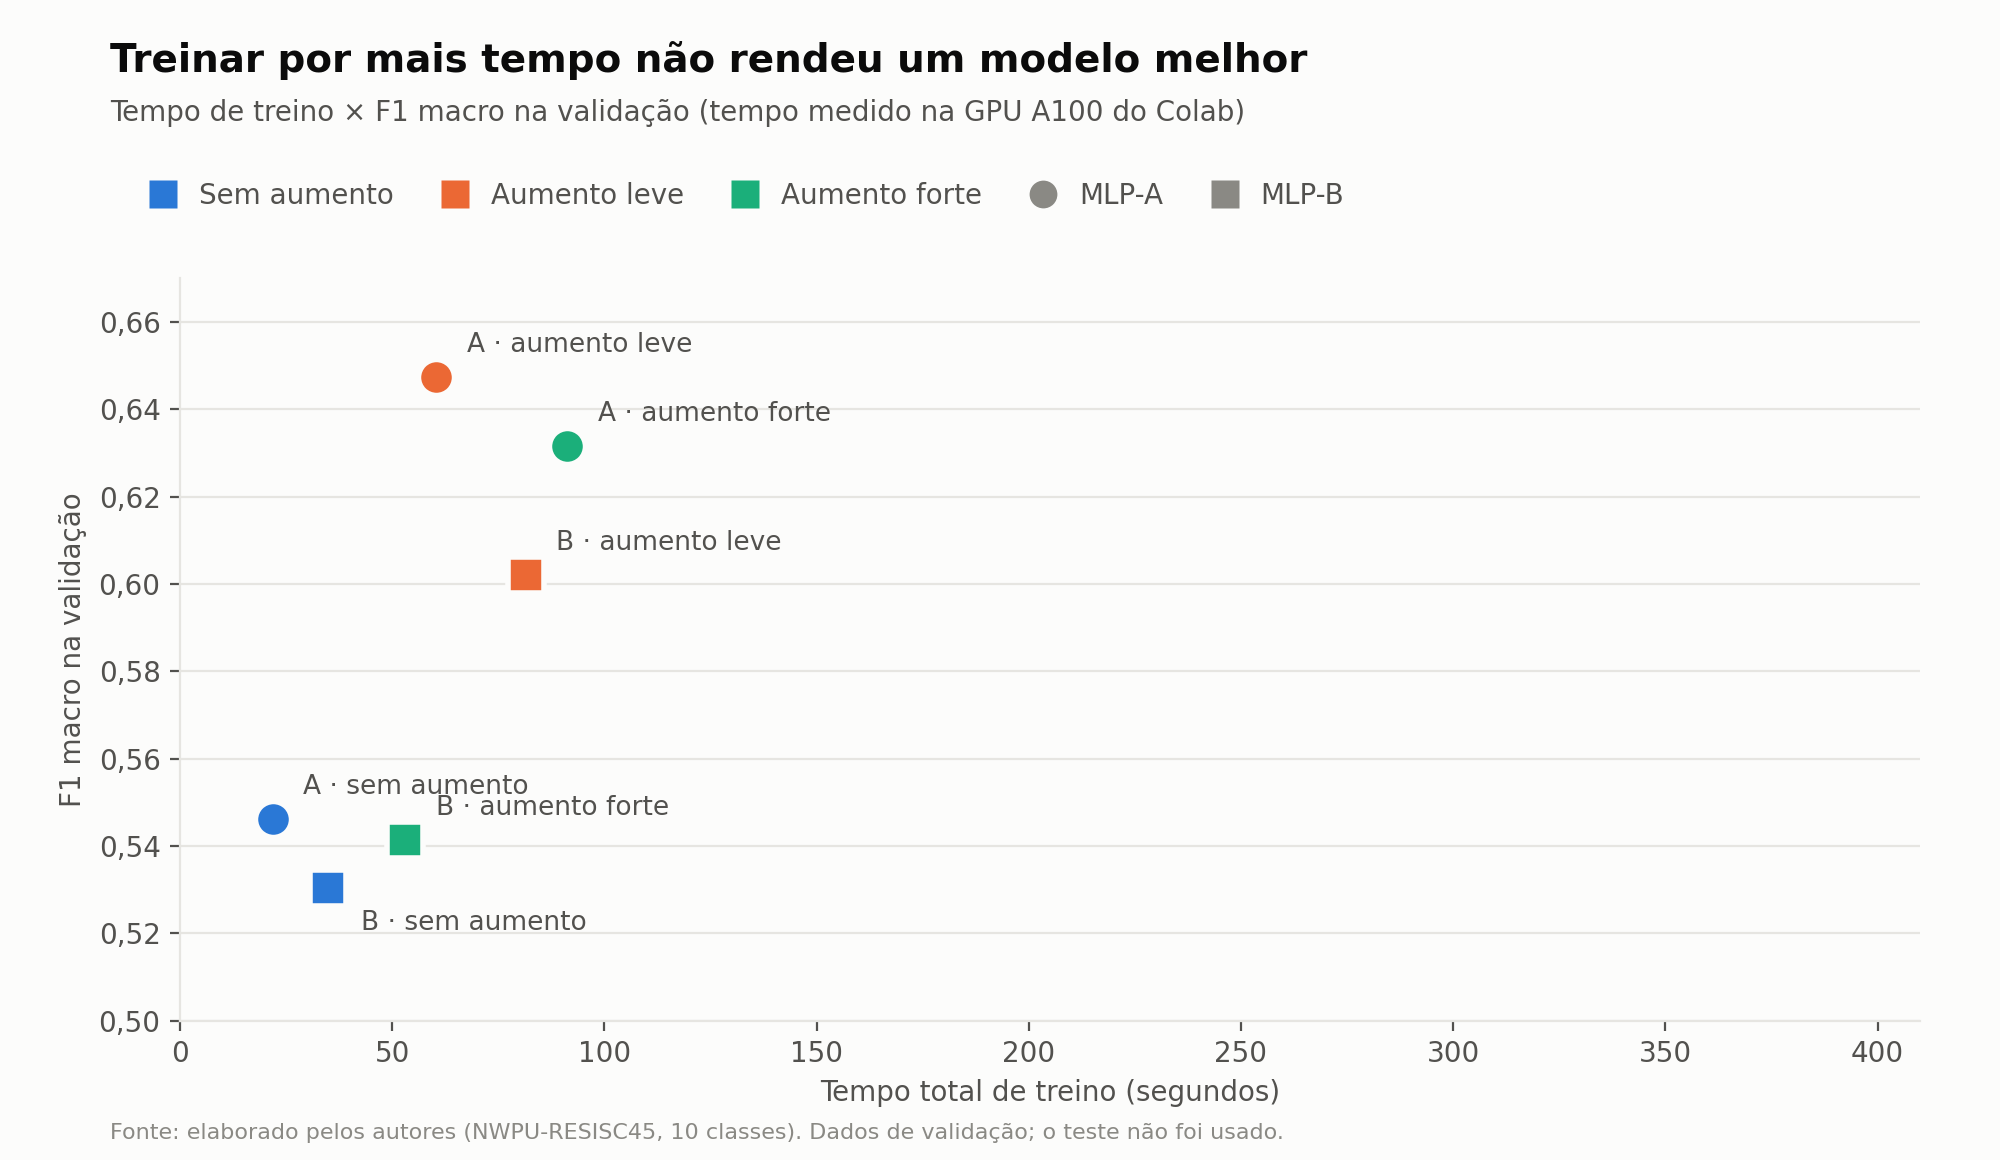 Treinar por mais tempo não rendeu um modelo melhor
Tempo de treino × F1 macro na validação (tempo medido na GPU A100 do Colab)
Sem aumento
Aumento leve
Aumento forte
MLP-A
MLP-B
F1 macro na validação
0,66
0,64
0,62
0,60
0,58
0,56
0,54
0,52
0,50
A · aumento leve
A · aumento forte
B · aumento leve
A · sem aumento
B · aumento forte
B · sem aumento
0 50 100 150 200 250 300 350 400
Tempo total de treino (segundos)
Fonte: elaborado pelos autores (NWPU-RESISC45, 10 classes). Dados de validação; o teste não foi usado.